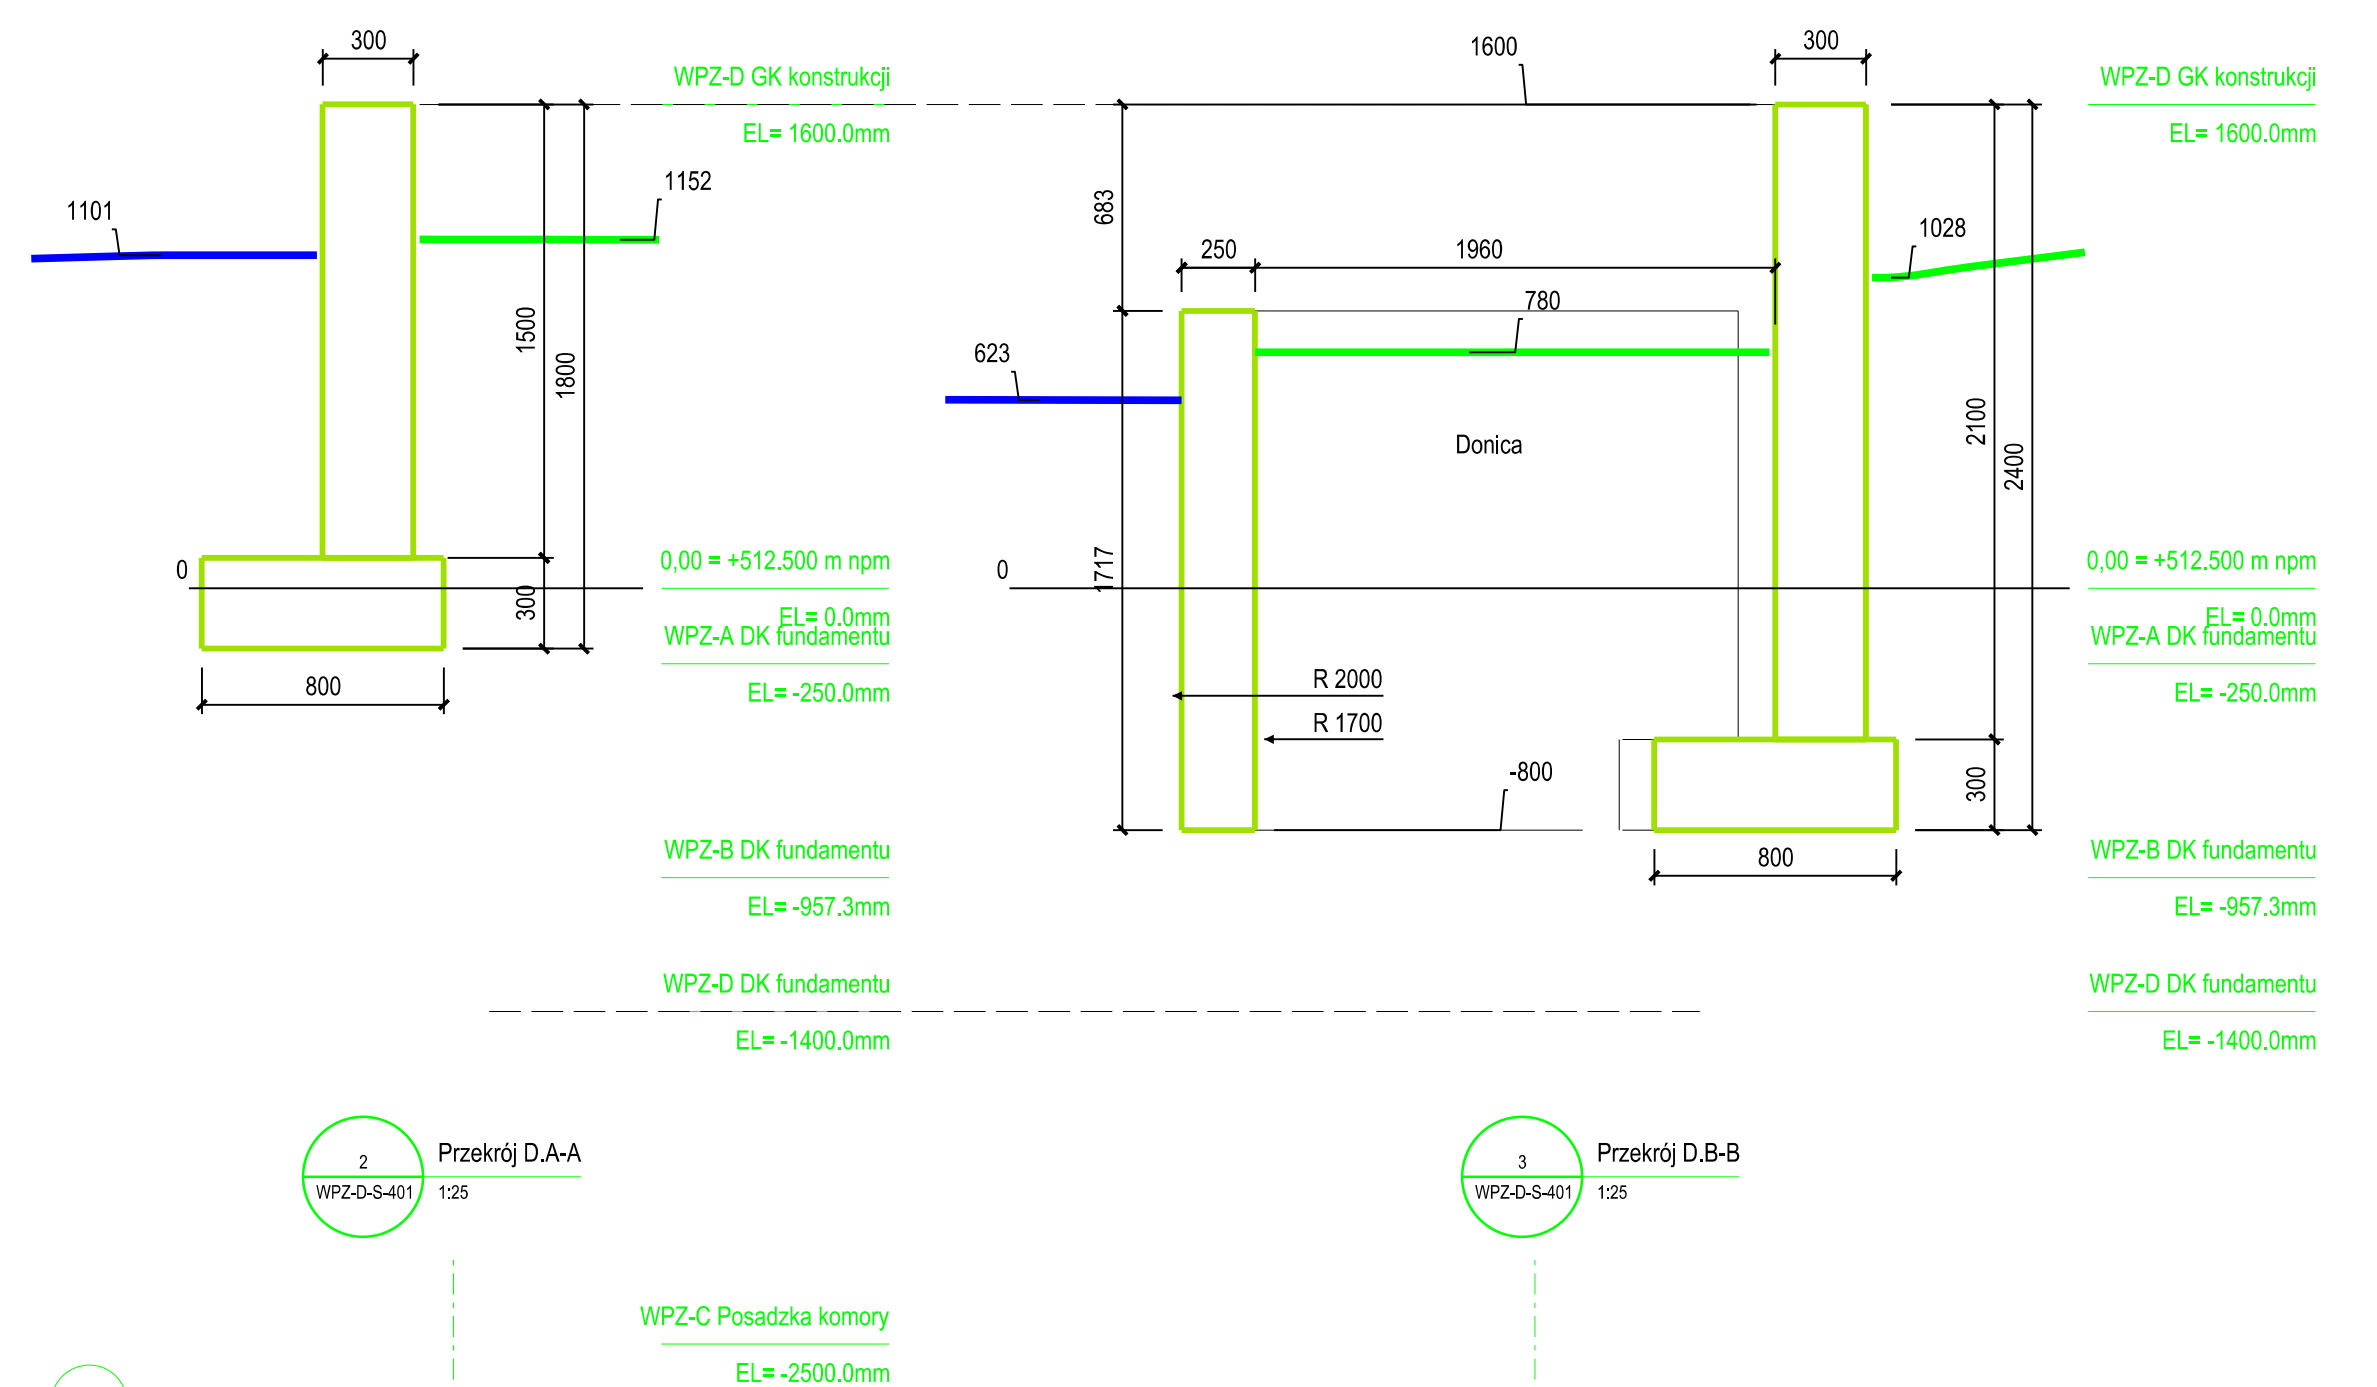 300
WPZ-D GK konstrukcji
EL= 1600.0mm
1101
1152
1500
1800
0
300
800
0,00 = +512.500 m npm
EL= 0.0mm
WPZ-A DK fundamentu
EL= -250.0mm
WPZ-B DK fundamentu
EL= -957.3mm
WPZ-D DK fundamentu
EL= -1400.0mm
2
WPZ-D-S-401
Przekrój D.A-A
1:25
WPZ-C Posadzka komory
EL= -2500.0mm
1600
300
WPZ-D GK konstrukcji
EL= 1600.0mm
683
250
1960
1028
780
623
Donica
2100
2400
0
1717
R 2000
R 1700
-800
300
800
0,00 = +512.500 m npm
EL= 0.0mm
WPZ-A DK fundamentu
EL= -250.0mm
WPZ-B DK fundamentu
EL= -957.3mm
WPZ-D DK fundamentu
EL= -1400.0mm
3
WPZ-D-S-401
Przekrój D.B-B
1:25